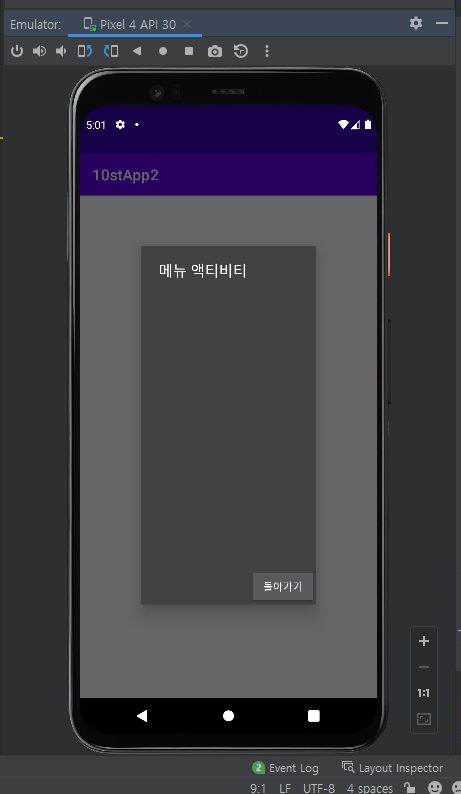 Emulator: Pixel 4 API 30
5:01
10stApp2
메뉴 액티비티
돌아가기
1:1
2 Event Log Layout Inspector
9:1 LF UTF-8 4 spaces